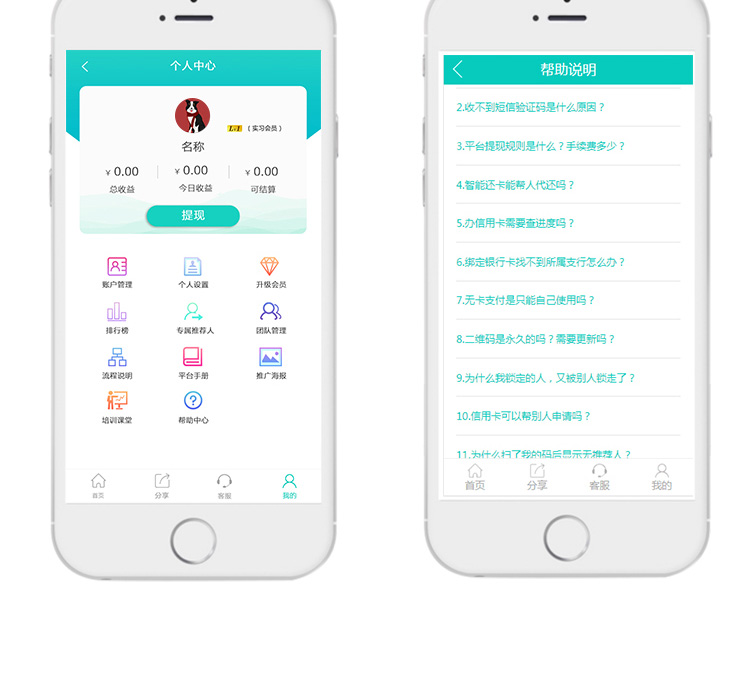 个人中心
Lv1 （ 实习会员 ）
名称
¥ 0.00 ¥ 0.00 ¥ 0.00
总收益 今日收益 可结算
提现
账户管理 个人设置 升级会员
排行榜 专属推荐人 团队管理
流程说明 平台手册 推广海报
培训课堂 帮助中心
首页 分享 客服 我的
帮助说明
2.收不到短信验证码是什么原因？
3.平台提现规则是什么？手续费多少？
4.智能还卡能帮人代还吗？
5.办信用卡需要查进度吗？
6.绑定银行卡找不到所属支行怎么办？
7.无卡支付是只能自己使用吗？
8.二维码是永久的吗？需要更新吗？
9.为什么我锁定的人，又被别人锁走了？
10.信用卡可以帮别人申请吗？
11.为什么扫了我的码后显示无推荐人？
首页 分享 客服 我的